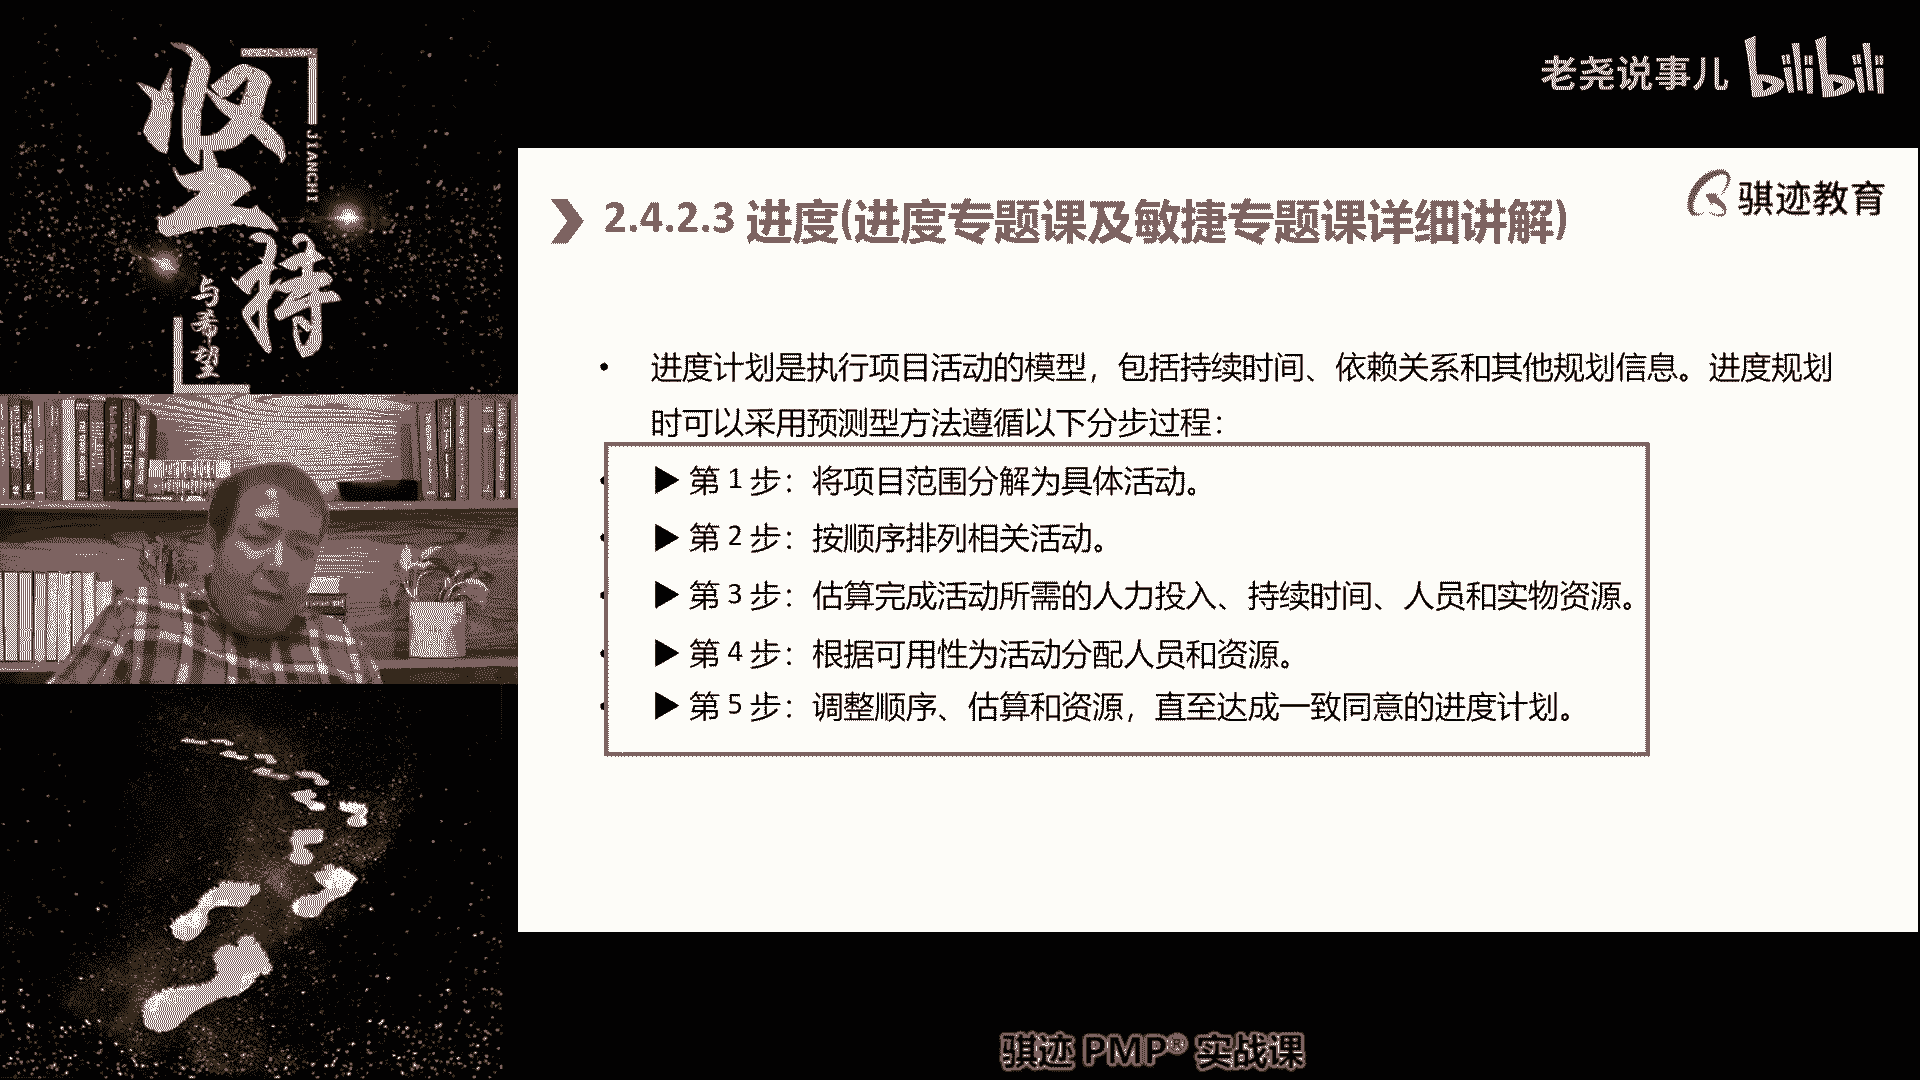 坚持
JIANCHI
与希望
老尧说事儿 bilibili
骐迹教育
2.4.2.3 进度(进度专题课及敏捷专题课详细讲解)
• 进度计划是执行项目活动的模型，包括持续时间、依赖关系和其他规划信息。进度规划
时可以采用预测型方法遵循以下分步过程：
▶ 第 1 步：将项目范围分解为具体活动。
▶ 第 2 步：按顺序排列相关活动。
▶ 第 3 步：估算完成活动所需的人力投入、持续时间、人员和实物资源。
▶ 第 4 步：根据可用性为活动分配人员和资源。
▶ 第 5 步：调整顺序、估算和资源，直至达成一致同意的进度计划。
骐迹 PMP® 实战课